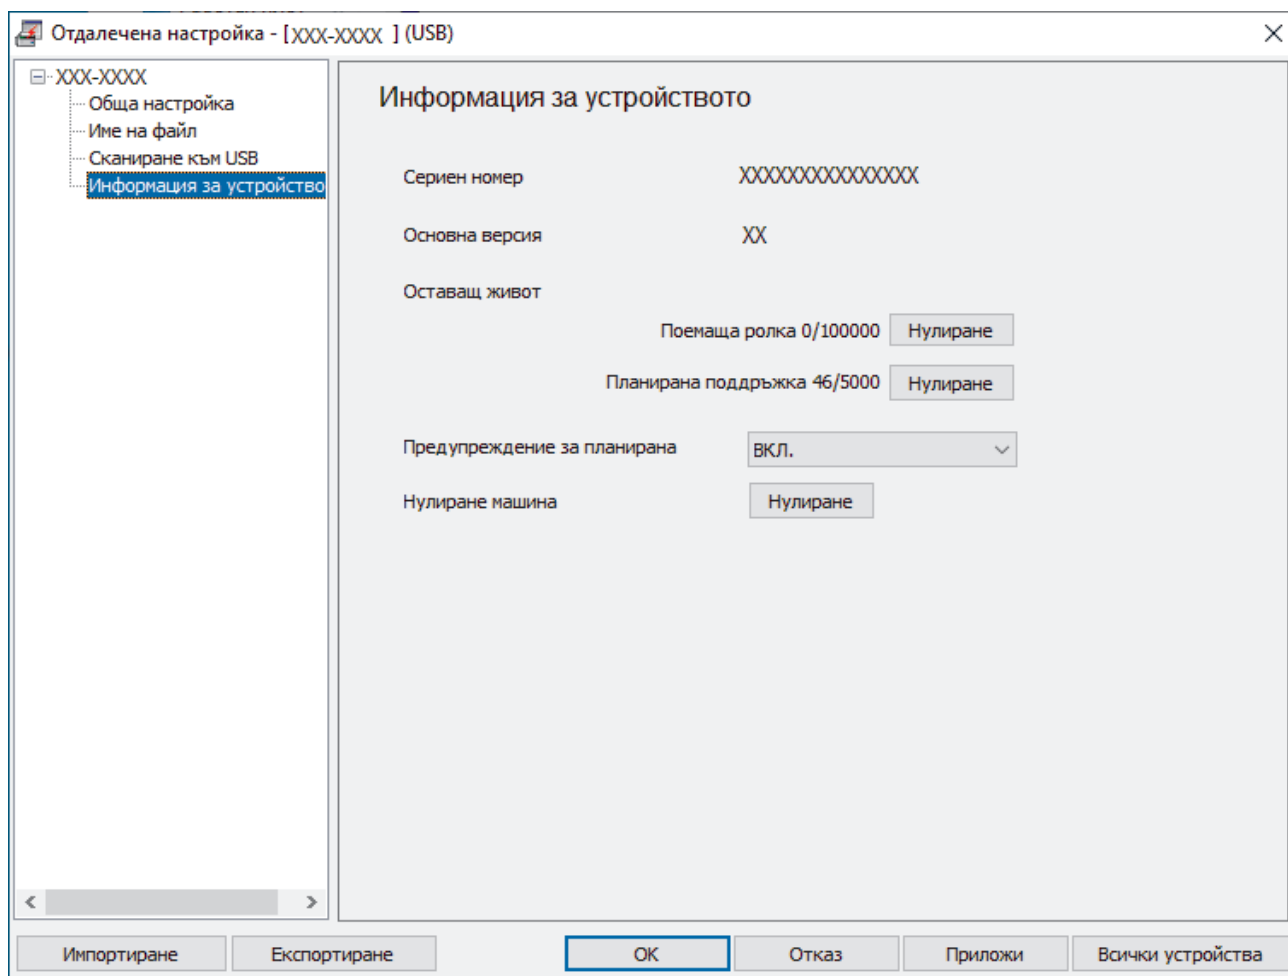 Отдалечена настройка - [ XXX-XXXX ] (USB)
XXX-XXXX
Обща настройка
Име на файл
Сканиране към USB
Информация за устройство
Информация за устройството
Сериен номер XXXXXXXXXXXXXXX
Основна версия XX
Оставащ живот
Поемаща ролка 0/100000 Нулиране
Планирана поддръжка 46/5000 Нулиране
Предупреждение за планирана ВКЛ.
Нулиране машина Нулиране
Импортиране Експортиране OK Отказ Приложи Всички устройства